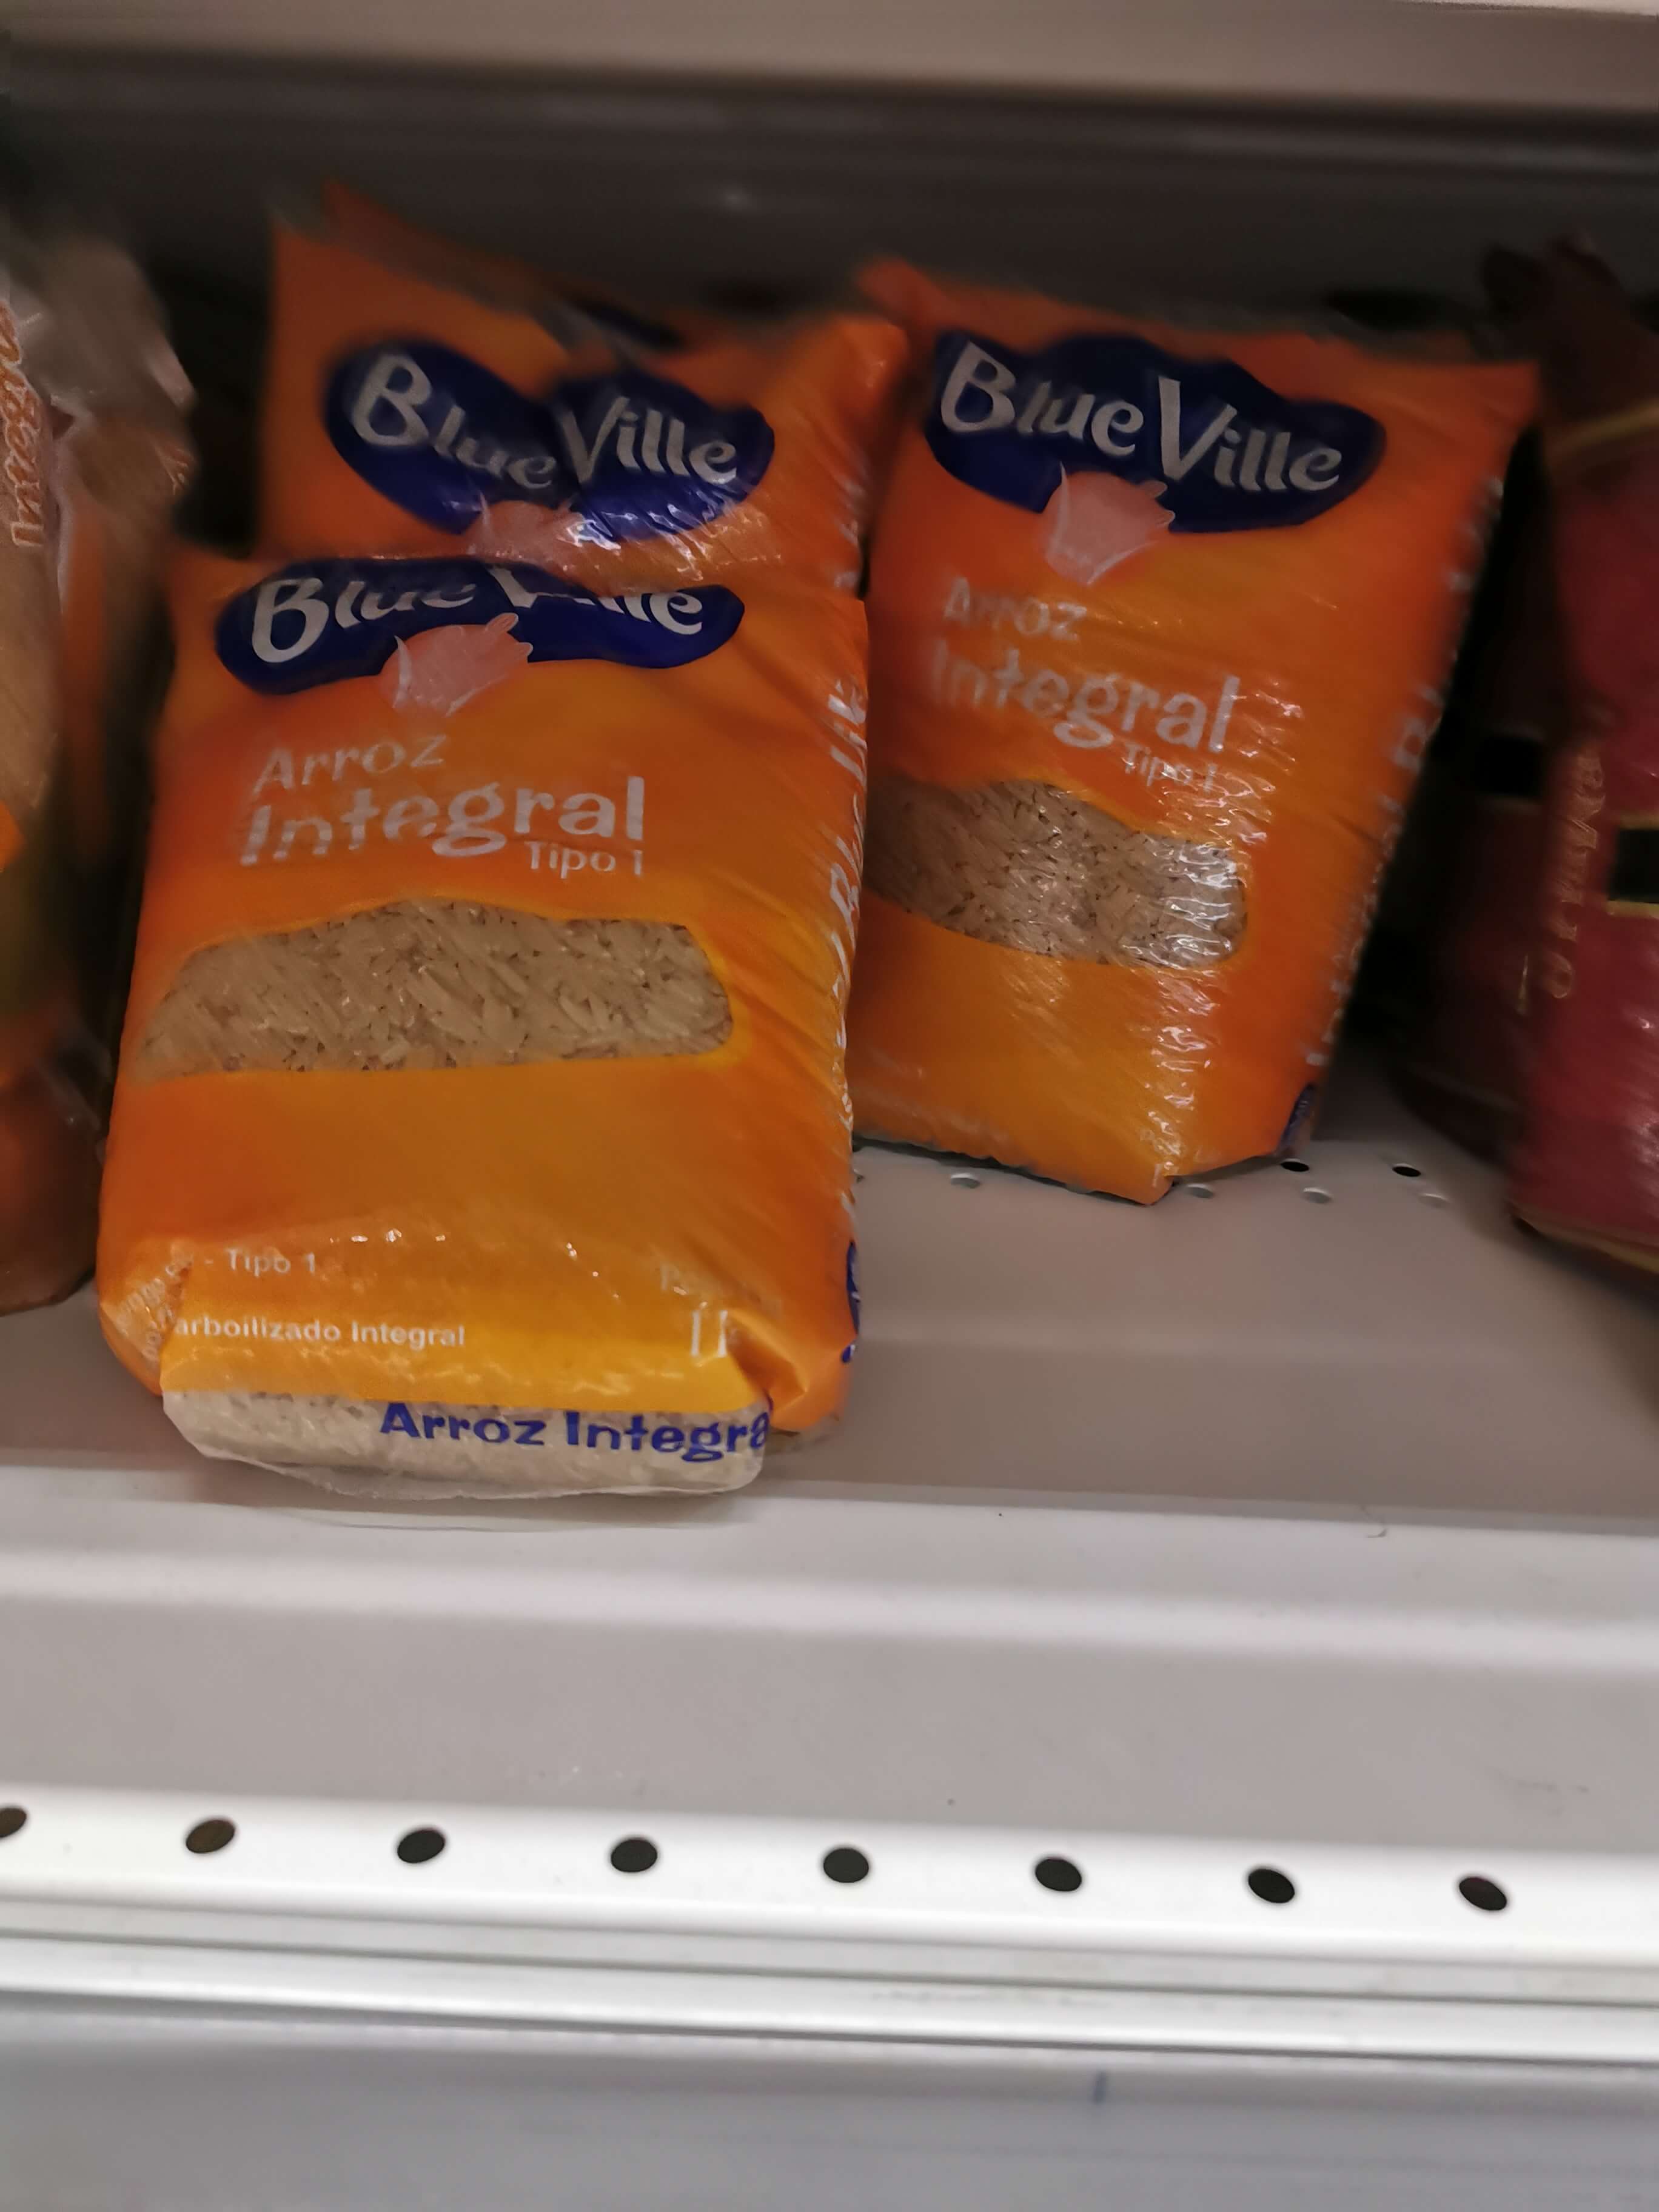 Blue Ville
Blue Ville
Arroz
Integral
Tipo 1
Blue Ville
Arroz
Integral
Tipo 1
- Tipo 1
arboilizado Integral
Arroz Integra